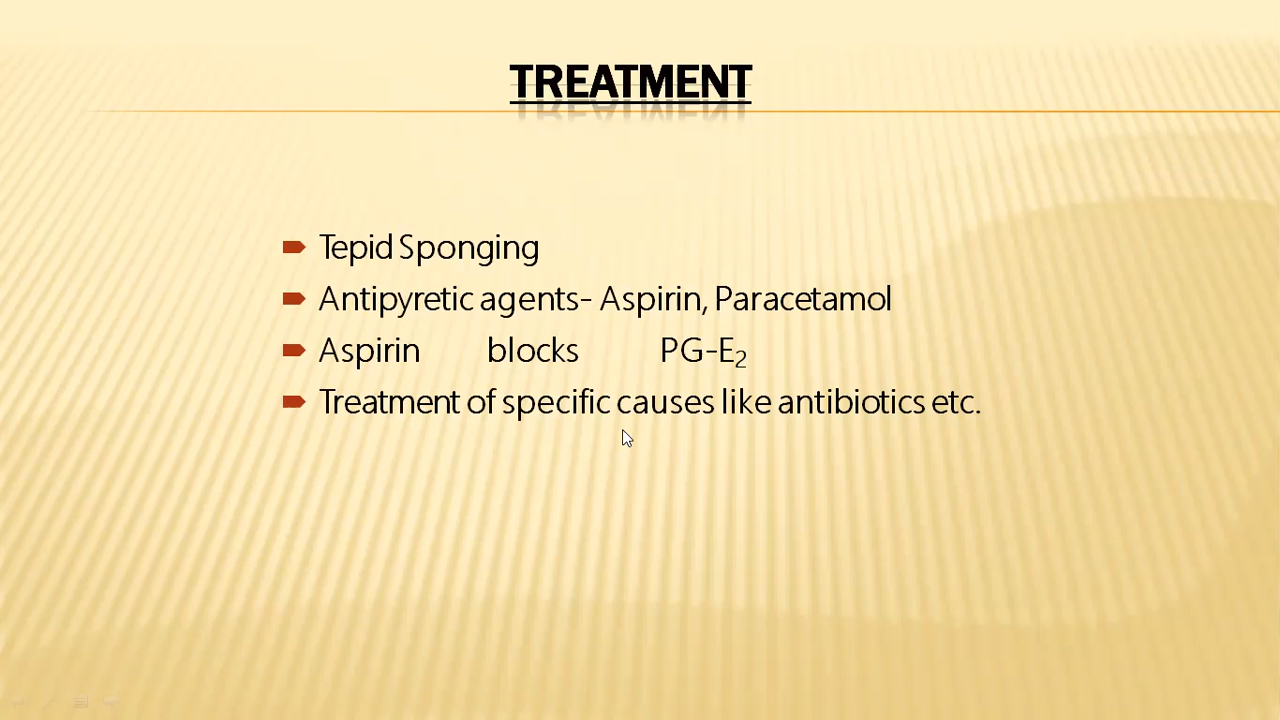 TREATMENT
Tepid Sponging
Antipyretic agents- Aspirin, Paracetamol
Aspirin blocks PG-E₂
Treatment of specific causes like antibiotics etc.